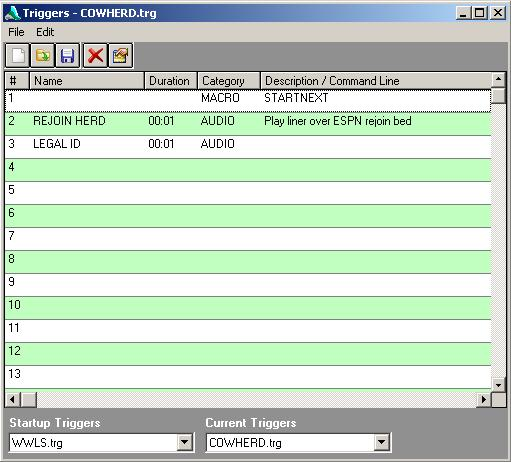 Triggers - COWHERD.trg
File Edit
# Name Duration Category Description / Command Line
1 MACRO STARTNEXT
2 REJOIN HERD 00:01 AUDIO Play liner over ESPN rejoin bed
3 LEGAL ID 00:01 AUDIO
4
5
6
7
8
9
10
11
12
13
Startup Triggers Current Triggers
WWLS.trg COWHERD.trg